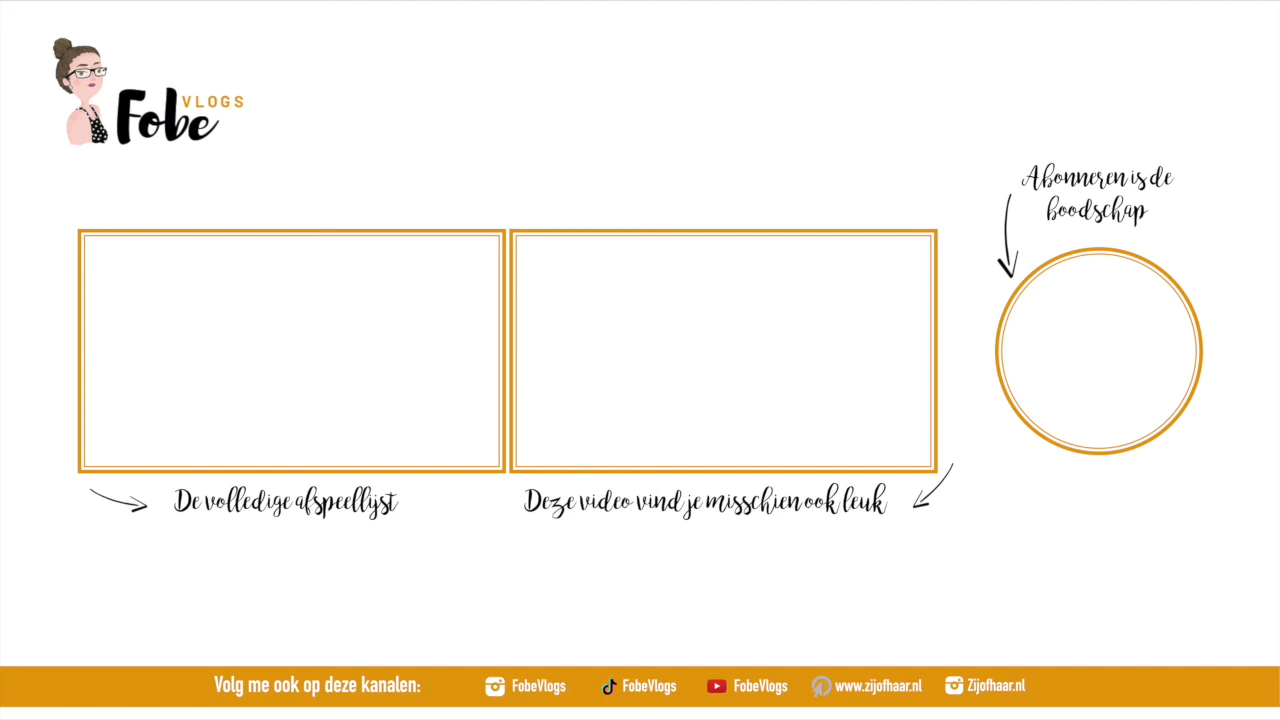 VLOGS
Fobe
Abonneren is de
boodschap
De volledige afspeellijst
Deze video vind je misschien ook leuk
Volg me ook op deze kanalen: FobeVlogs FobeVlogs FobeVlogs www.zijofhaar.nl Zijofhaar.nl